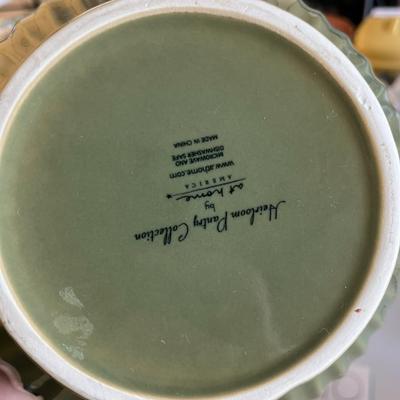 Heirloom Pantry Collection
by
at home
AMERICA
www.athome.com
MICROWAVE AND
DISHWASHER SAFE
MADE IN CHINA